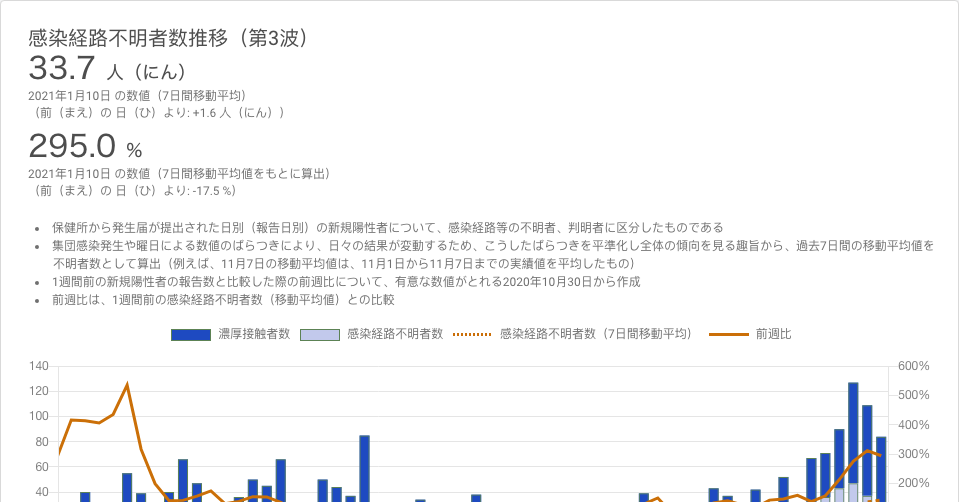 感染経路不明者数推移（第3波）
33.7 人（にん）
2021年1月10日 の数値（7日間移動平均）
（前（まえ）の 日（ひ）より: +1.6 人（にん））
295.0 %
2021年1月10日 の数値（7日間移動平均値をもとに算出）
（前（まえ）の 日（ひ）より: -17.5 %）
• 保健所から発生届が提出された日別（報告日別）の新規陽性者について、感染経路等の不明者、判明者に区分したものである
• 集団感染発生や曜日による数値のばらつきにより、日々の結果が変動するため、こうしたばらつきを平準化し全体の傾向を見る趣旨から、過去7日間の移動平均値を
不明者数として算出（例えば、11月7日の移動平均値は、11月1日から11月7日までの実績値を平均したもの）
• 1週間前の新規陽性者の報告数と比較した際の前週比について、有意な数値がとれる2020年10月30日から作成
• 前週比は、1週間前の感染経路不明者数（移動平均値）との比較
濃厚接触者数 感染経路不明者数 感染経路不明者数（7日間移動平均） 前週比
140 600%
120 500%
100 400%
80 300%
60 200%
40